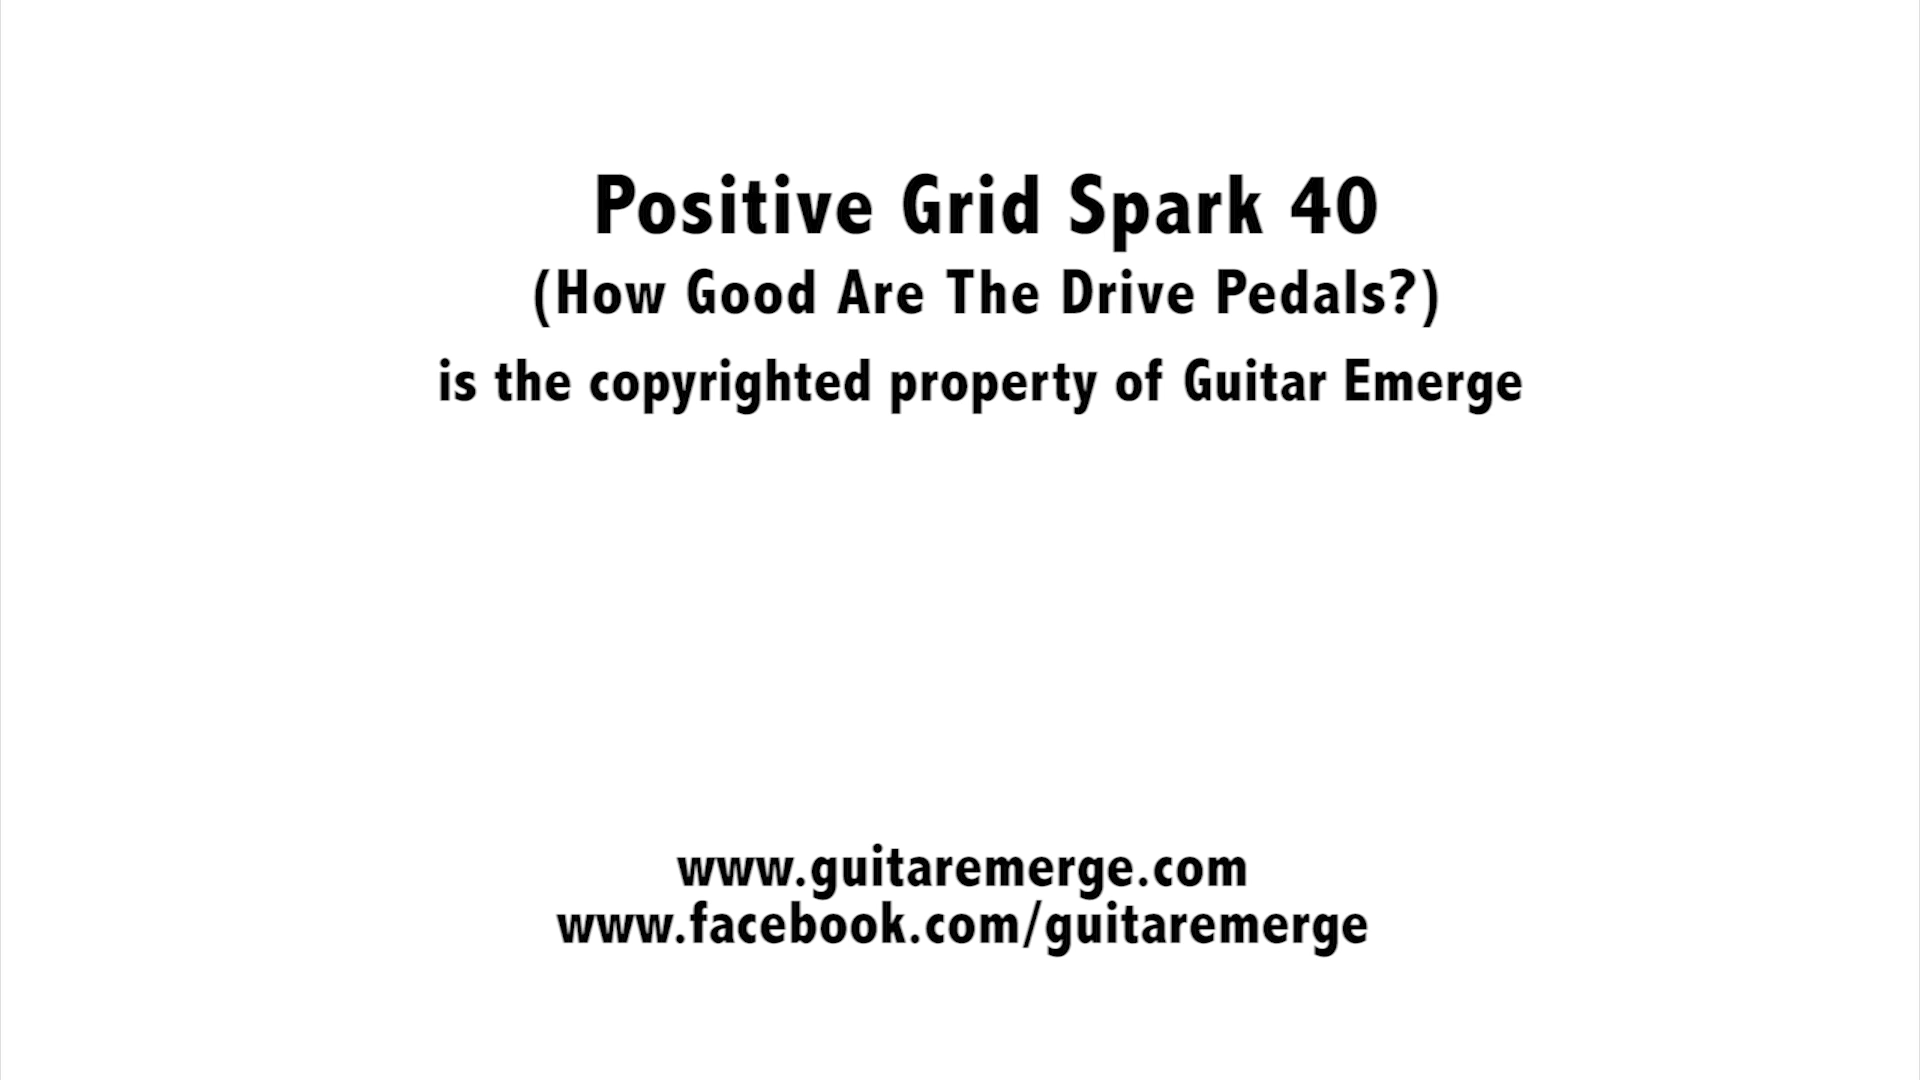 Positive Grid Spark 40
(How Good Are The Drive Pedals?)
is the copyrighted property of Guitar Emerge
www.guitaremerge.com
www.facebook.com/guitaremerge